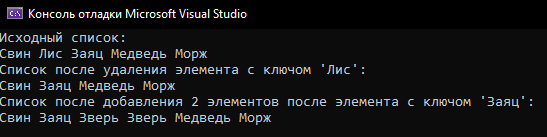 Консоль отладки Microsoft Visual Studio
Исходный список:
Свин Лис Заяц Медведь Морж
Список после удаления элемента с ключом 'Лис':
Свин Заяц Медведь Морж
Список после добавления 2 элементов после элемента с ключом 'Заяц':
Свин Заяц Зверь Зверь Медведь Морж